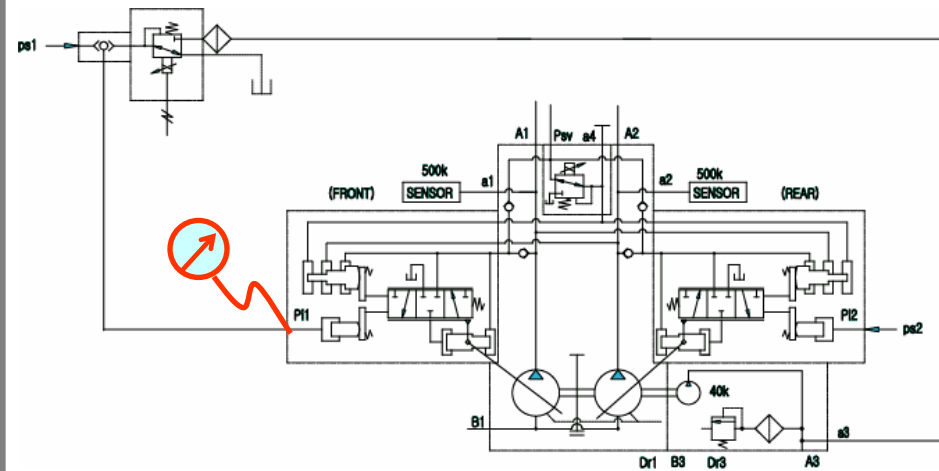 ps1
A1 Psv a4 A2
500k a1 a2 500k
(FRONT) SENSOR SENSOR (REAR)
Pi1 Pi2
ps2
40k
B1
a3
Dr1 B3 Dr3 A3